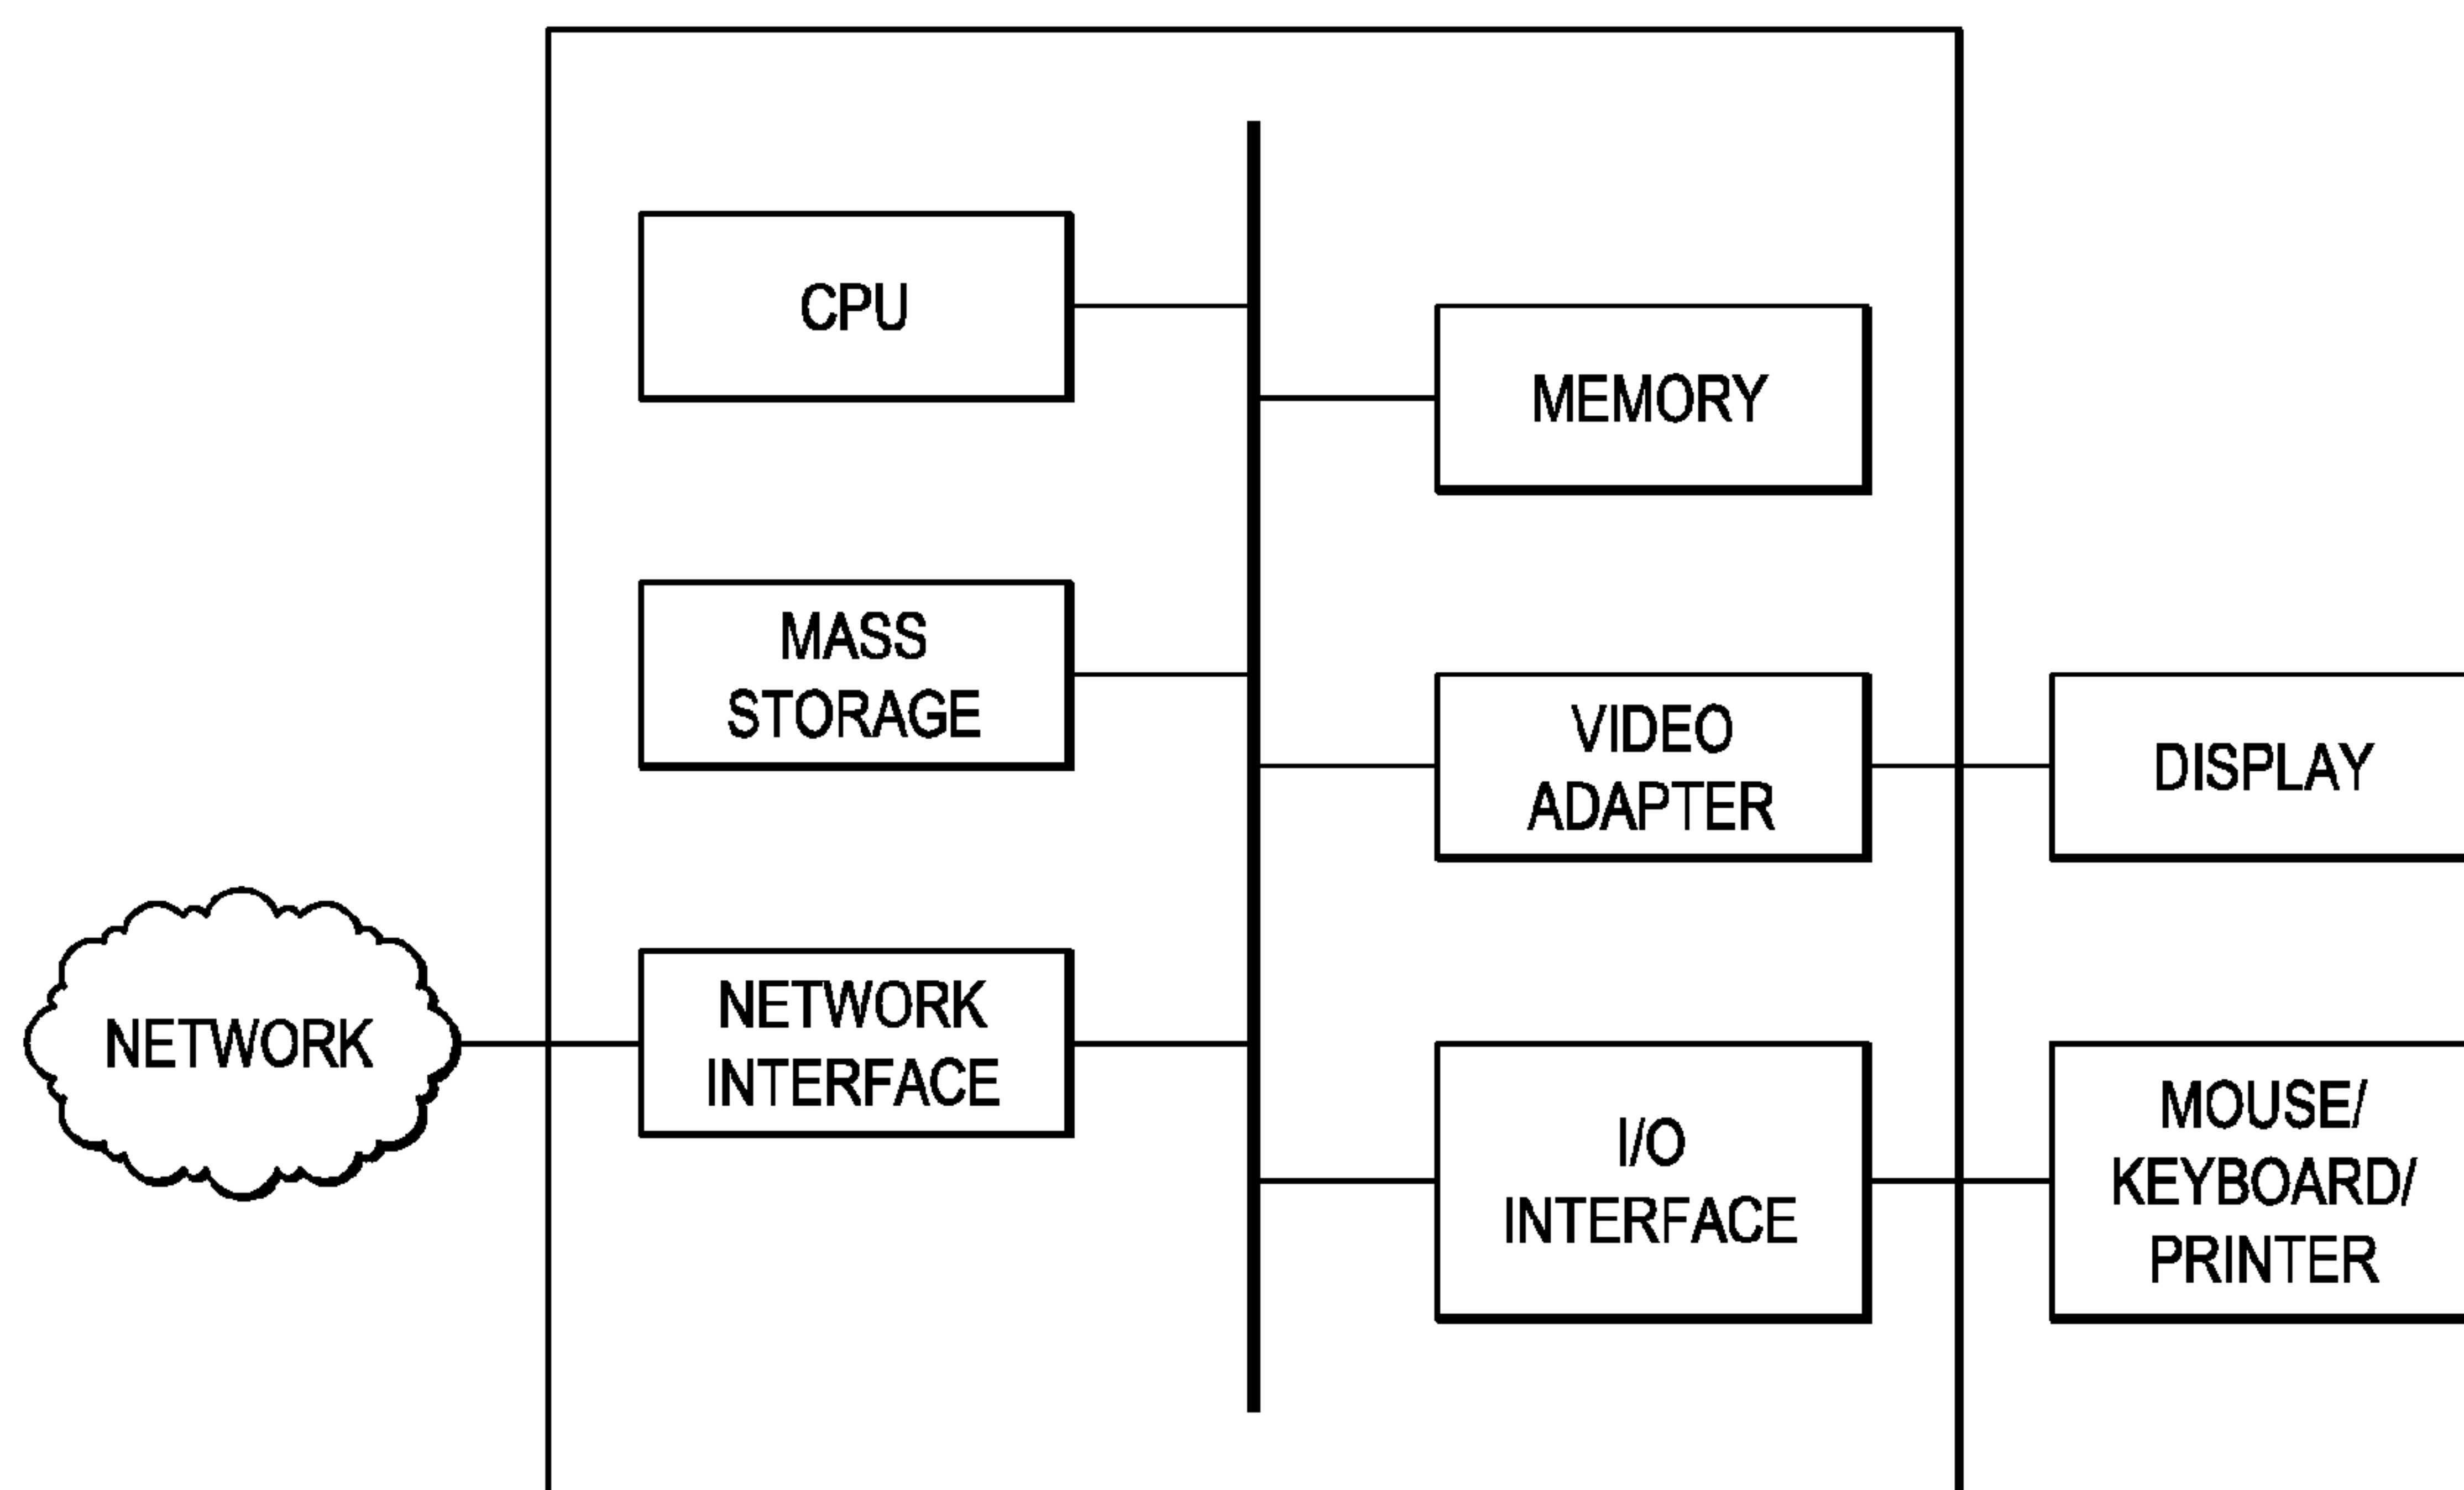 CPU
MEMORY
MASS
STORAGE
VIDEO
ADAPTER
DISPLAY
NETWORK
NETWORK
INTERFACE
I/O
INTERFACE
MOUSE/
KEYBOARD/
PRINTER